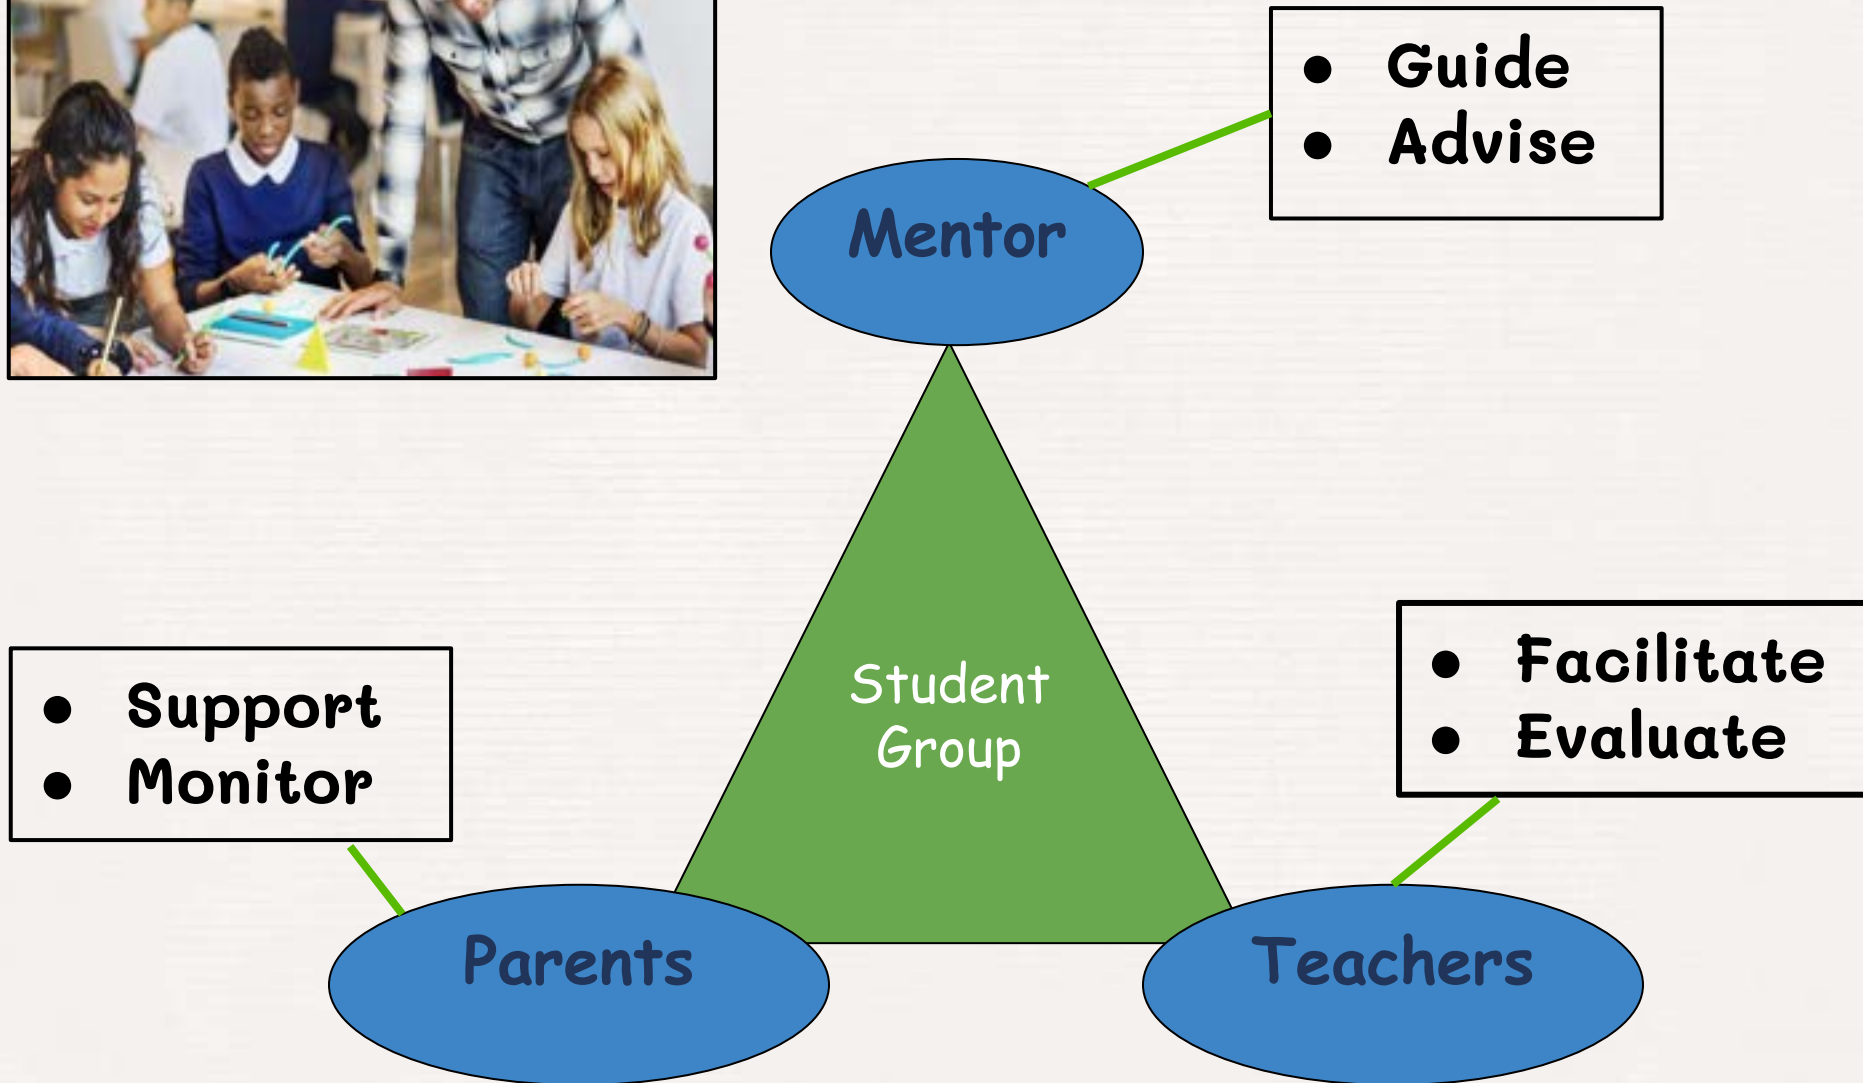 ● Guide
● Advise
Mentor
Student
Group
● Support
● Monitor
● Facilitate
● Evaluate
Parents
Teachers